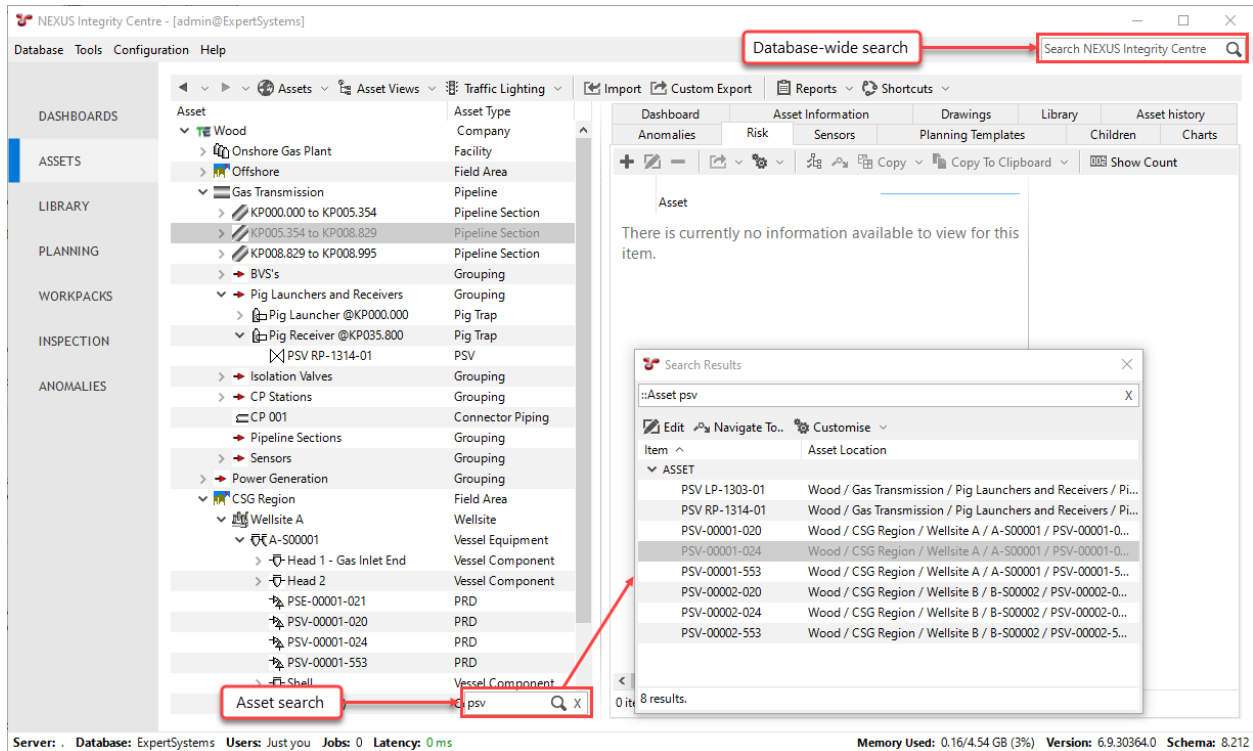 NEXUS Integrity Centre - [admin@ExpertSystems]
Database Tools Configuration Help
Database-wide search
Search NEXUS Integrity Centre
Assets Asset Views Traffic Lighting Import Custom Export Reports Shortcuts
DASHBOARDS
ASSETS
LIBRARY
PLANNING
WORKPACKS
INSPECTION
ANOMALIES
Asset Asset Type
Wood Company
Onshore Gas Plant Facility
Offshore Field Area
Gas Transmission Pipeline
KP000.000 to KP005.354 Pipeline Section
KP005.354 to KP008.829 Pipeline Section
KP008.829 to KP008.995 Pipeline Section
BVS's Grouping
Pig Launchers and Receivers Grouping
Pig Launcher @KP000.000 Pig Trap
Pig Receiver @KP035.800 Pig Trap
PSV RP-1314-01 PSV
Isolation Valves Grouping
CP Stations Grouping
CP 001 Connector Piping
Pipeline Sections Grouping
Sensors Grouping
Power Generation Grouping
CSG Region Field Area
Wellsite A Wellsite
A-S00001 Vessel Equipment
Head 1 - Gas Inlet End Vessel Component
Head 2 Vessel Component
PSE-00001-021 PRD
PSV-00001-020 PRD
PSV-00001-024 PRD
PSV-00001-553 PRD
Shell Vessel Component
Asset search
psv X
Dashboard Asset Information Drawings Library Asset history
Anomalies Risk Sensors Planning Templates Children Charts
Copy Copy To Clipboard Show Count
Asset
There is currently no information available to view for this
item.
Search Results
::Asset psv X
Edit Navigate To.. Customise
Item Asset Location
ASSET
PSV LP-1303-01 Wood / Gas Transmission / Pig Launchers and Receivers / Pi...
PSV RP-1314-01 Wood / Gas Transmission / Pig Launchers and Receivers / Pi...
PSV-00001-020 Wood / CSG Region / Wellsite A / A-S00001 / PSV-00001-0...
PSV-00001-024 Wood / CSG Region / Wellsite A / A-S00001 / PSV-00001-0...
PSV-00001-553 Wood / CSG Region / Wellsite A / A-S00001 / PSV-00001-5...
PSV-00002-020 Wood / CSG Region / Wellsite B / B-S00002 / PSV-00002-0...
PSV-00002-024 Wood / CSG Region / Wellsite B / B-S00002 / PSV-00002-0...
PSV-00002-553 Wood / CSG Region / Wellsite B / B-S00002 / PSV-00002-5...
8 results.
Server: . Database: ExpertSystems Users: Just you Jobs: 0 Latency: 0 ms
Memory Used: 0.16/4.54 GB (3%) Version: 6.9.30364.0 Schema: 8.212